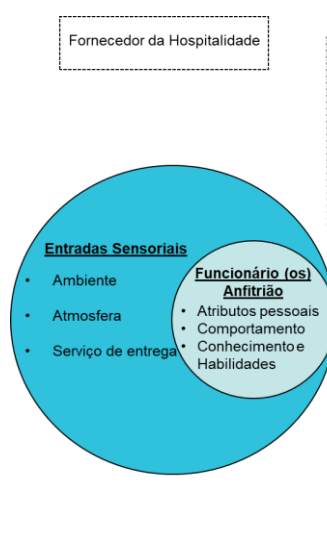 Fornecedor da Hospitalidade
Entradas Sensoriais
• Ambiente
• Atmosfera
• Serviço de entrega
Funcionário (os)
Anfitrião
• Atributos pessoais
• Comportamento
• Conhecimento e
Habilidades